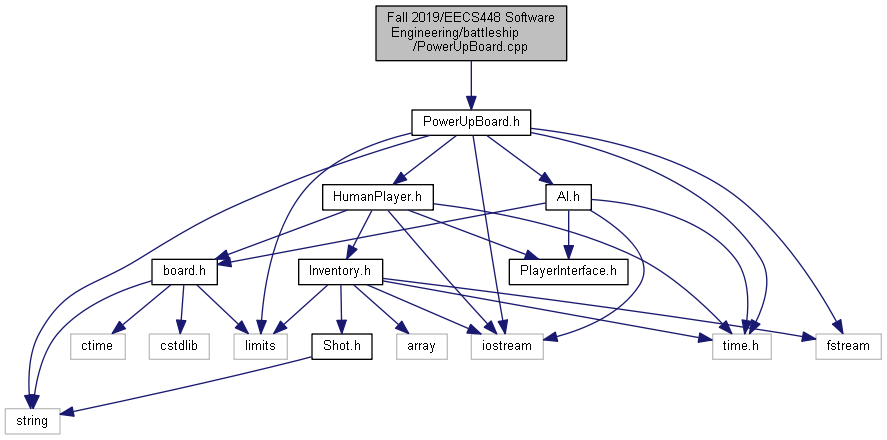 Fall 2019/EECS448 Software
Engineering/battleship
/PowerUpBoard.cpp
PowerUpBoard.h
HumanPlayer.h
AI.h
board.h
Inventory.h
PlayerInterface.h
ctime
cstdlib
limits
Shot.h
array
iostream
time.h
fstream
string